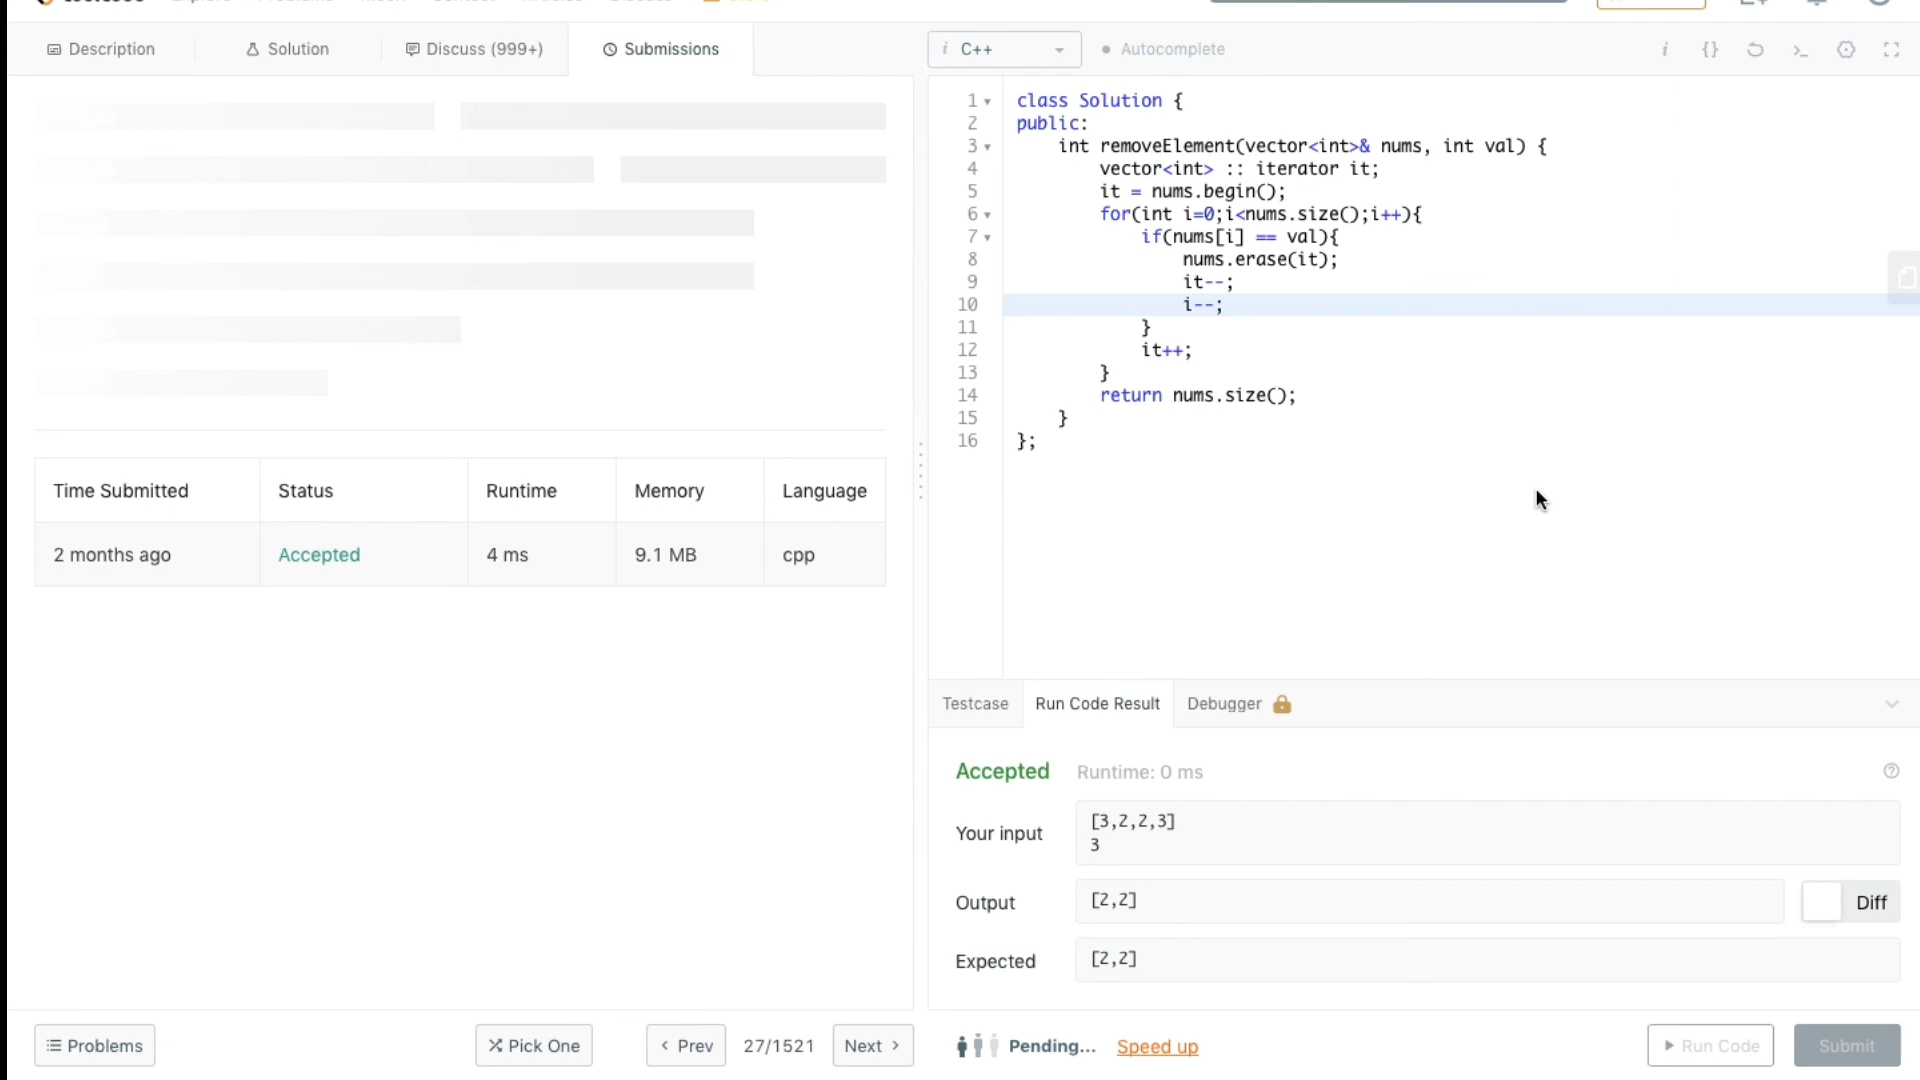 Description
Solution
Discuss (999+)
Submissions
Time Submitted Status Runtime Memory Language
2 months ago Accepted 4 ms 9.1 MB cpp
Problems
Pick One
Prev
27/1521
Next
i C++
Autocomplete
1 class Solution {
2 public:
3 int removeElement(vector<int>& nums, int val) {
4 vector<int> :: iterator it;
5 it = nums.begin();
6 for(int i=0;i<nums.size();i++){
7 if(nums[i] == val){
8 nums.erase(it);
9 it--;
10 i--;
11 }
12 it++;
13 }
14 return nums.size();
15 }
16 };
Testcase
Run Code Result
Debugger
Accepted Runtime: 0 ms
Your input
[3,2,2,3]
3
Output
[2,2]
Diff
Expected
[2,2]
Pending...
Speed up
Run Code
Submit